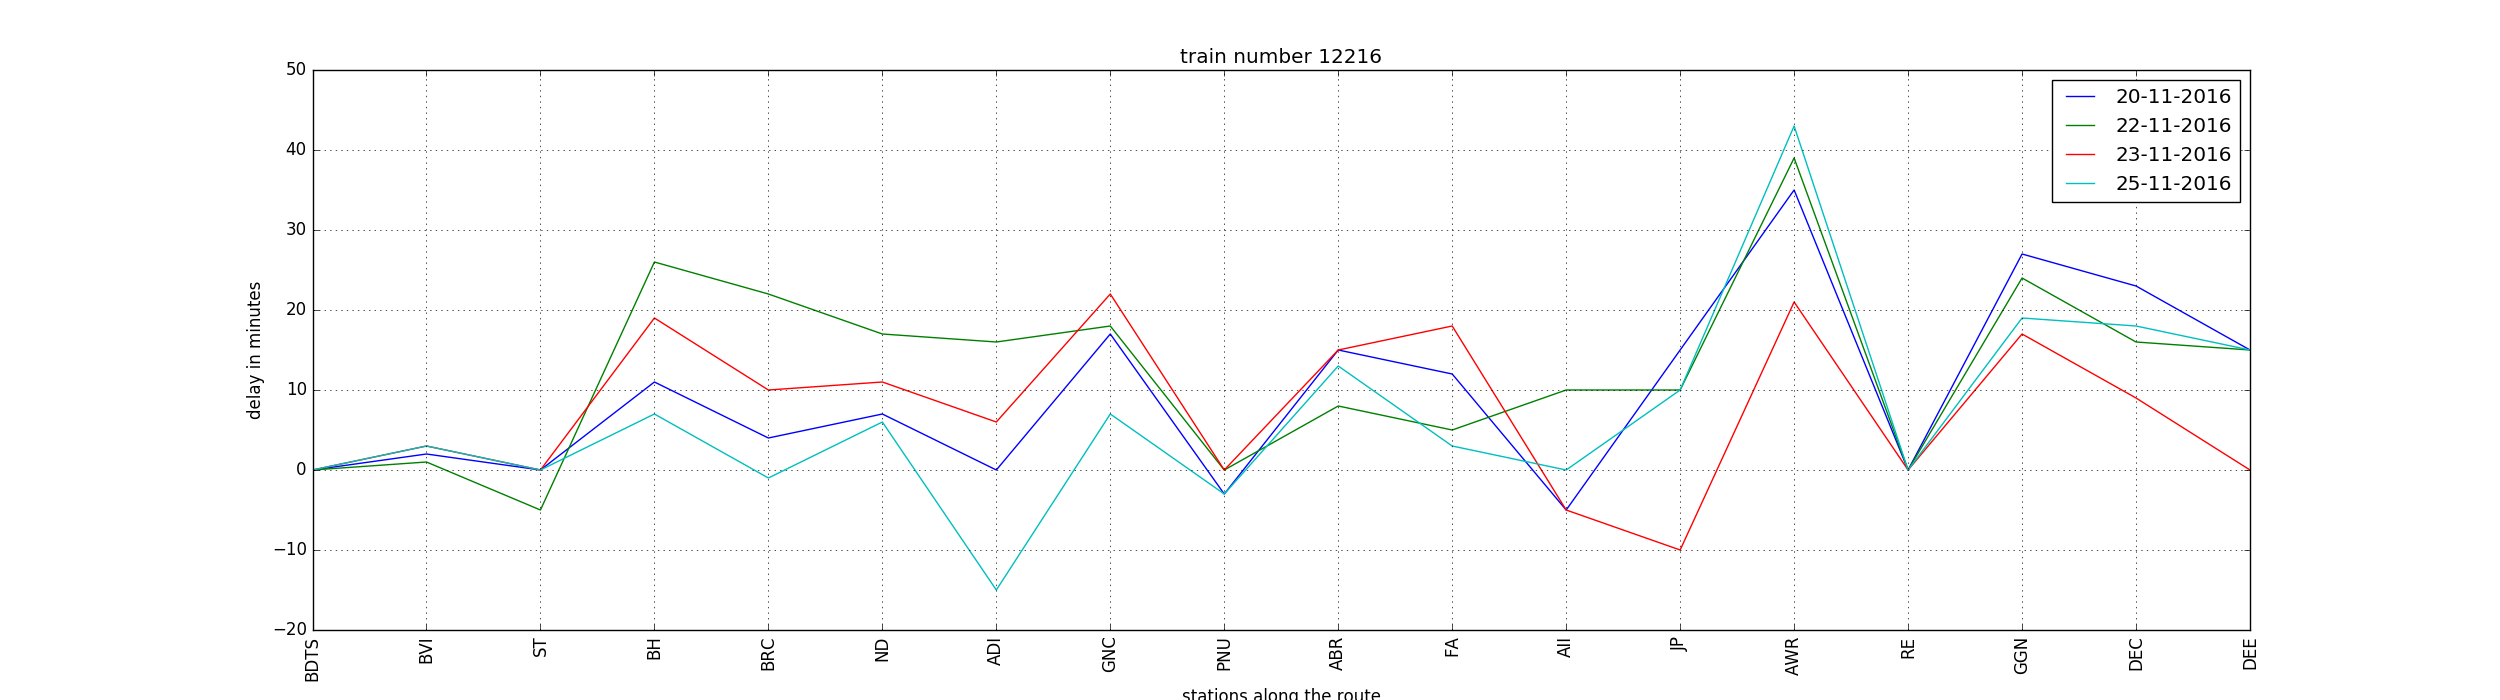 train number 12216
50
40
30
20
10
0
−10
−20
delay in minutes
20-11-2016
22-11-2016
23-11-2016
25-11-2016
BDTS
BVI
ST
BH
BRC
ND
ADI
GNC
PNU
ABR
FA
AII
JP
AWR
RE
GGN
DEC
DEE
stations along the route